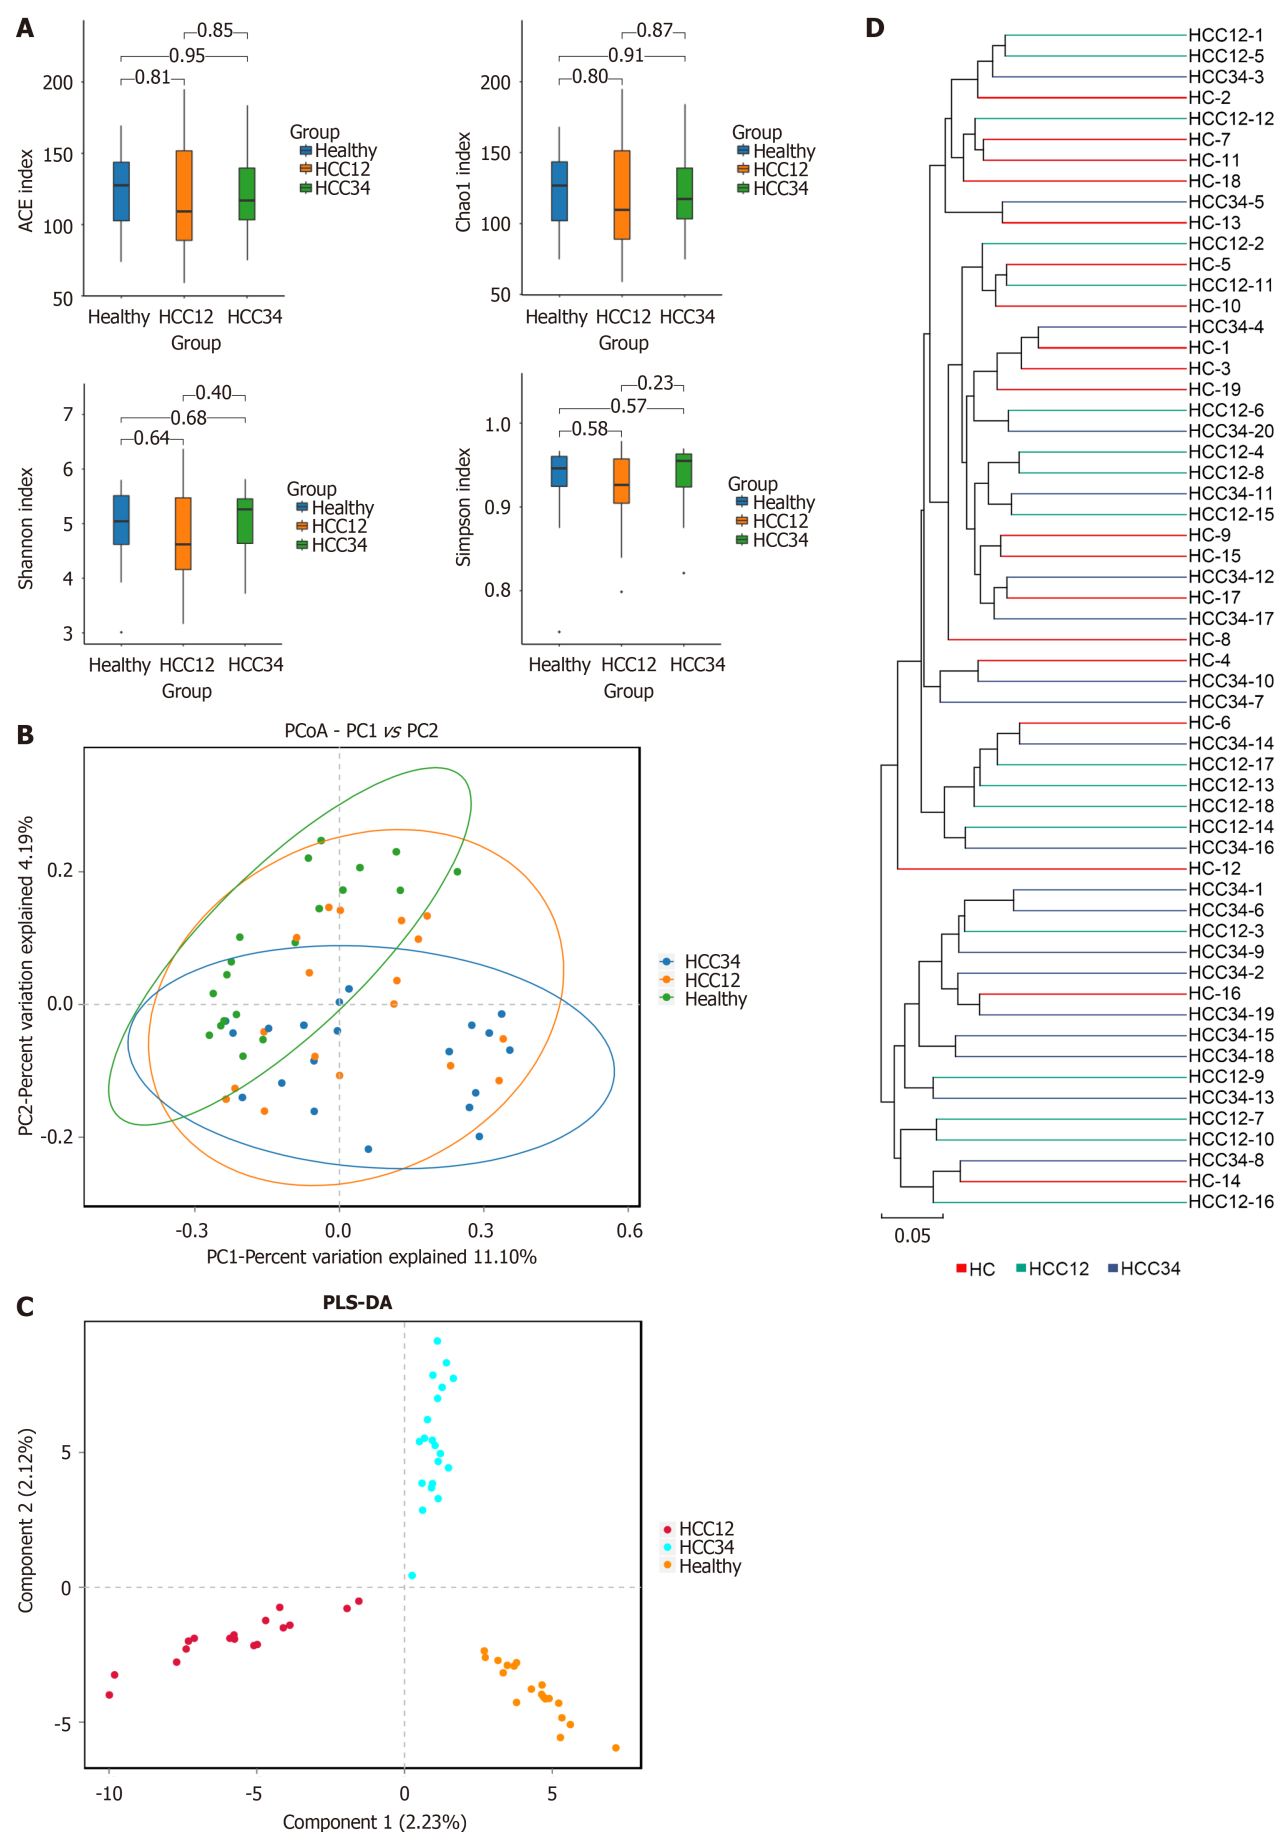 A
0.85
0.95
0.81
200
150
100
50
ACE index
Healthy HCC12 HCC34
Group
Group
Healthy
HCC12
HCC34
0.87
0.91
0.80
200
150
100
50
Chao1 index
Healthy HCC12 HCC34
Group
Group
Healthy
HCC12
HCC34
0.40
0.68
0.64
7
6
5
4
3
Shannon index
Healthy HCC12 HCC34
Group
Group
Healthy
HCC12
HCC34
0.23
0.57
0.58
1.0
0.9
0.8
Simpson index
Healthy HCC12 HCC34
Group
Group
Healthy
HCC12
HCC34
B
PCoA - PC1 vs PC2
0.2
0.0
-0.2
PC2-Percent variation explained 4.19%
-0.3 0.0 0.3 0.6
PC1-Percent variation explained 11.10%
HCC34
HCC12
Healthy
C
PLS-DA
5
0
-5
Component 2 (2.12%)
-10 -5 0 5
Component 1 (2.23%)
HCC12
HCC34
Healthy
D
HCC12-1
HCC12-5
HCC34-3
HC-2
HCC12-12
HC-7
HC-11
HC-18
HCC34-5
HC-13
HCC12-2
HC-5
HCC12-11
HC-10
HCC34-4
HC-1
HC-3
HC-19
HCC12-6
HCC34-20
HCC12-4
HCC12-8
HCC34-11
HCC12-15
HC-9
HC-15
HCC34-12
HC-17
HCC34-17
HC-8
HC-4
HCC34-10
HCC34-7
HC-6
HCC34-14
HCC12-17
HCC12-13
HCC12-18
HCC12-14
HCC34-16
HC-12
HCC34-1
HCC34-6
HCC12-3
HCC34-9
HCC34-2
HC-16
HCC34-19
HCC34-15
HCC34-18
HCC12-9
HCC34-13
HCC12-7
HCC12-10
HCC34-8
HC-14
HCC12-16
0.05
HC HCC12 HCC34